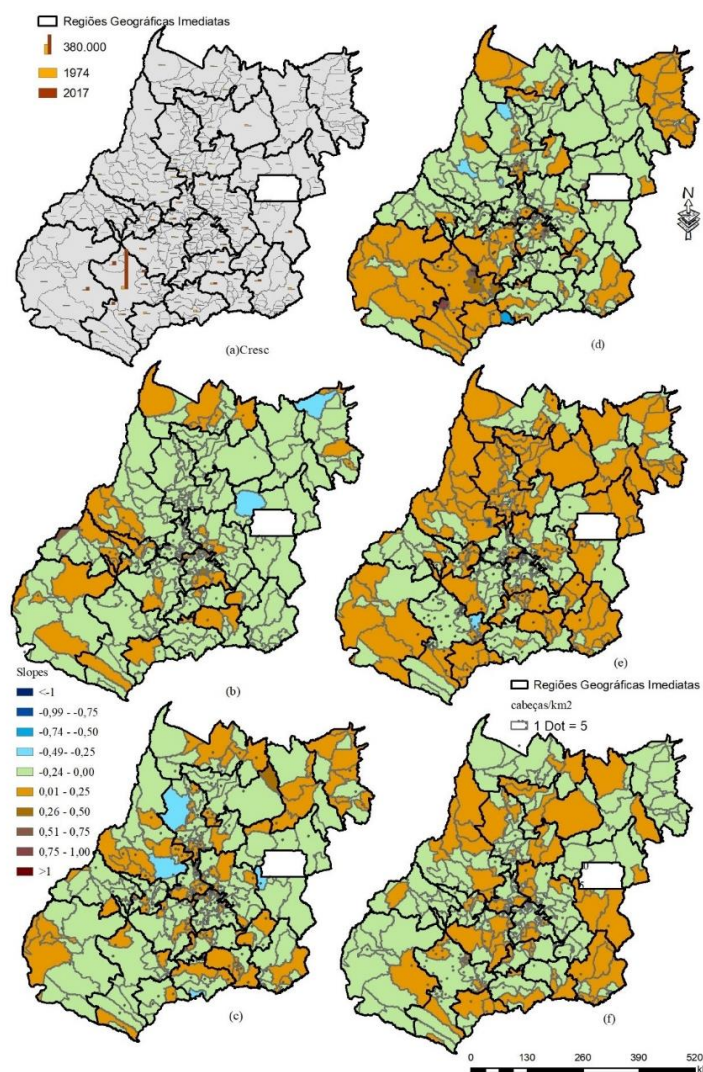 Regiões Geográficas Imediatas
380.000
1974
2017
(a)Cresc
N
(d)
(b)
(e)
Slopes
<-1
-0,99 - -0,75
-0,74 - -0,50
-0,49 - -0,25
-0,24 - 0,00
0,01 - 0,25
0,26 - 0,50
0,51 - 0,75
0,75 - 1,00
>1
Regiões Geográficas Imediatas
cabeças/km2
1 Dot = 5
(c)
(f)
0 130 260 390 520